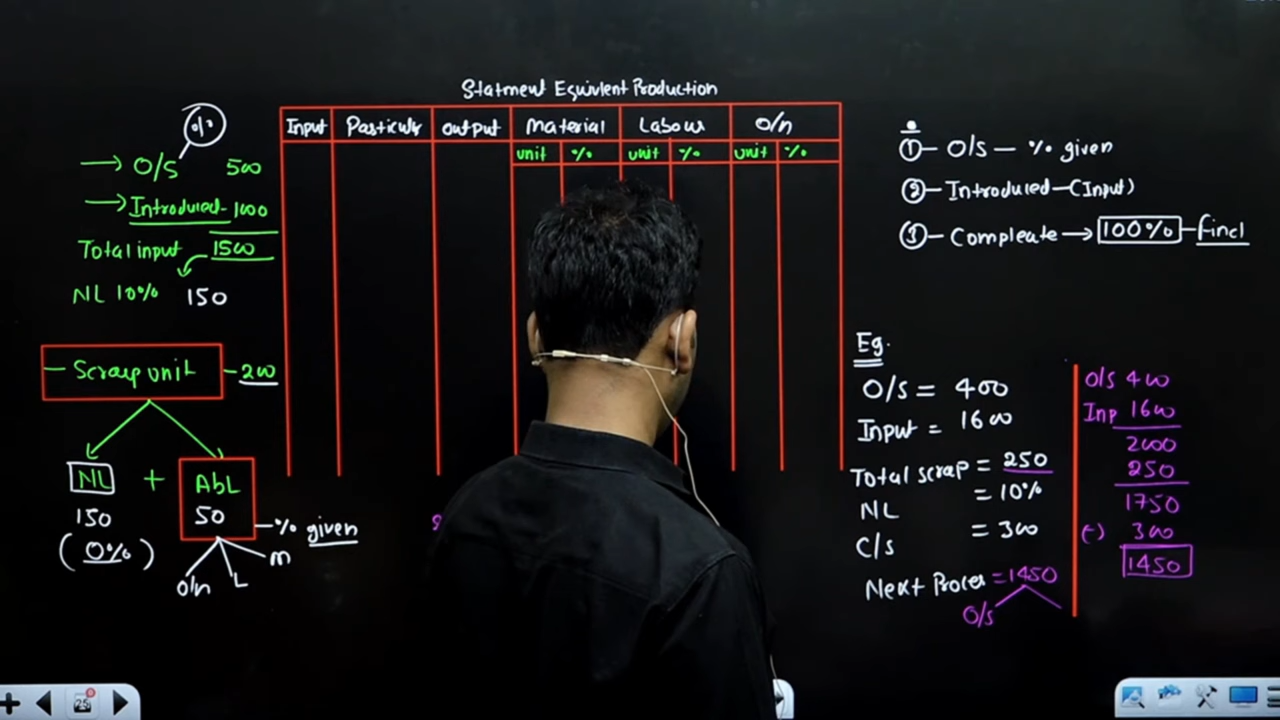 Statment Equivlent Production
Input Particulr output Material Labour O/h
unit % unit % unit %
%
→ O/S 500
→ Introduced - 1000
Total input 1500
NL 10% 150
- Scrap unit - 200
NL + AbL
150 50 - % given
(0%)
O/h L m
① - O/S - % given
② - Introduced - (Input)
③ - Compleate → 100% - find
Eg.
O/S = 400
Input = 1600
Total scrap = 250
NL = 10%
C/s = 300
Next Proces = 1450
O/s
O/s 400
Inp 1600
2000
250
1750
(-) 300
1450
25